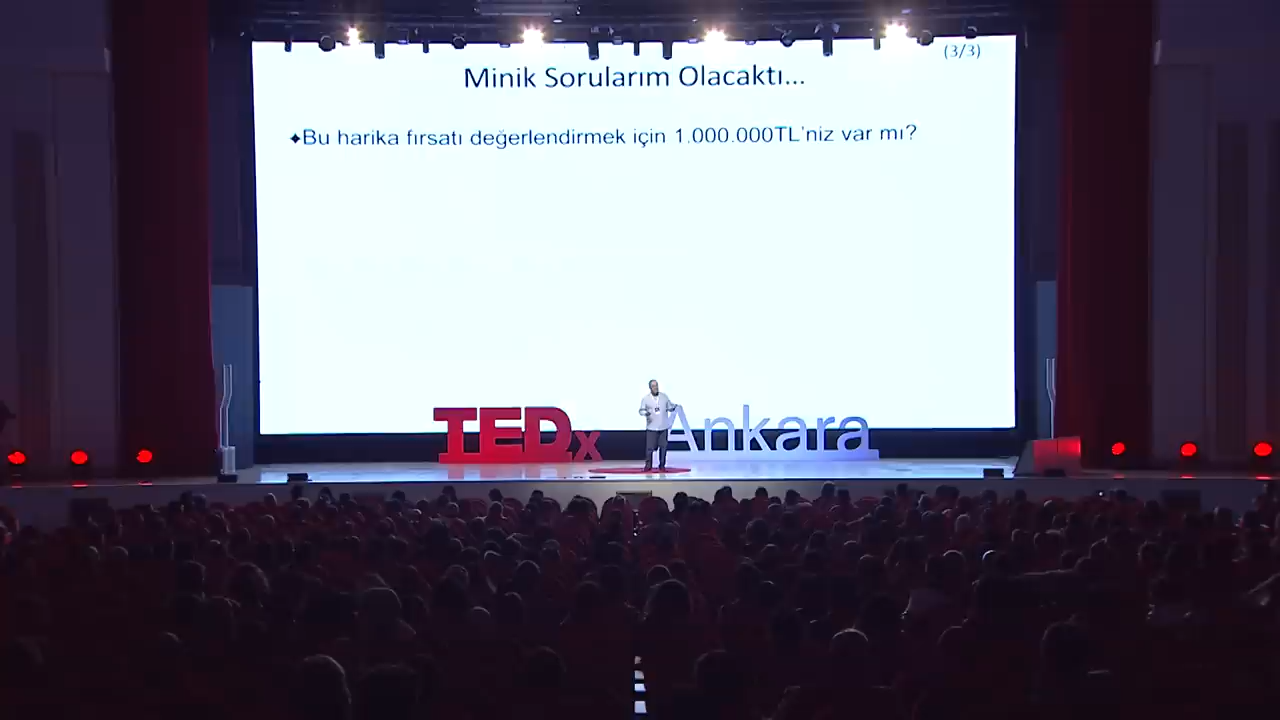 (3/3)
Minik Sorularım Olacaktı...
✦Bu harika fırsatı değerlendirmek için 1.000.000TL'niz var mı?
TEDx Ankara